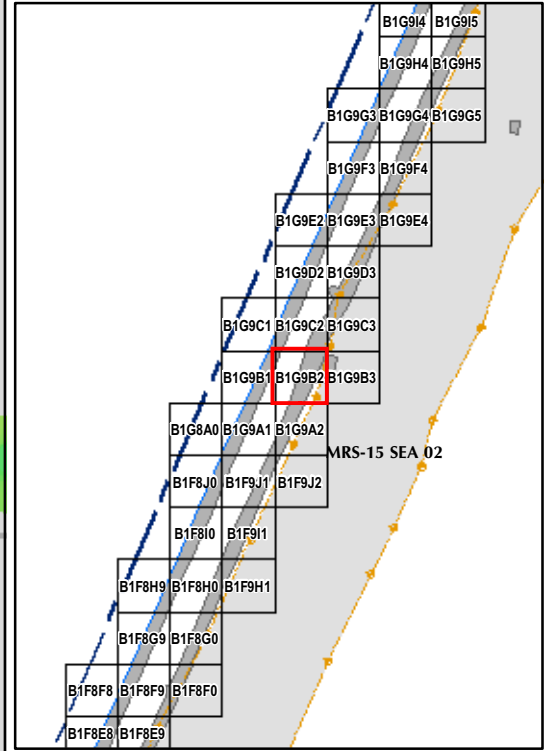 B1G9I4 B1G9I5
B1G9H4 B1G9H5
B1G9G3 B1G9G4 B1G9G5
B1G9F3 B1G9F4
B1G9E2 B1G9E3 B1G9E4
B1G9D2 B1G9D3
B1G9C1 B1G9C2 B1G9C3
B1G9B1 B1G9B2 B1G9B3
B1G8A0 B1G9A1 B1G9A2
MRS-15 SEA 02
B1F8J0 B1F9J1 B1F9J2
B1F8I0 B1F9I1
B1F8H9 B1F8H0 B1F9H1
B1F8G9 B1F8G0
B1F8F8 B1F8F9 B1F8F0
B1F8E8 B1F8E9